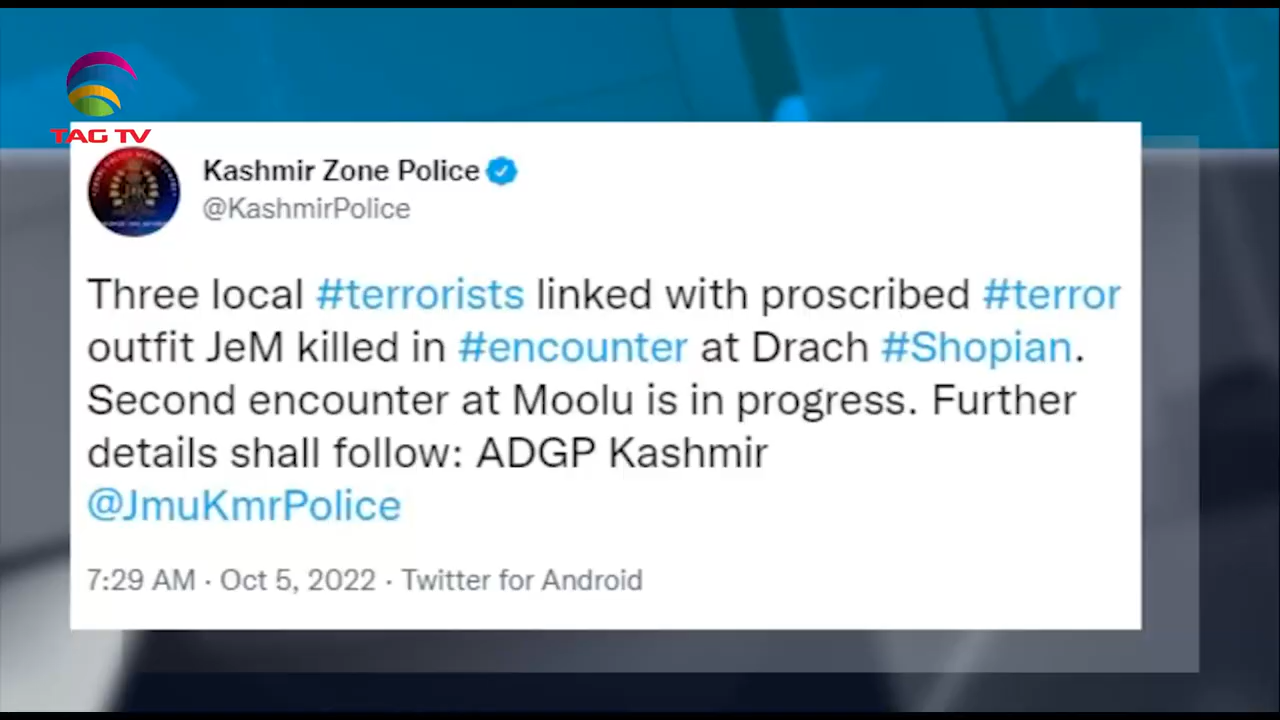 TAG TV
Kashmir Zone Police
@KashmirPolice
Three local #terrorists linked with proscribed #terror
outfit JeM killed in #encounter at Drach #Shopian.
Second encounter at Moolu is in progress. Further
details shall follow: ADGP Kashmir
@JmuKmrPolice
7:29 AM · Oct 5, 2022 · Twitter for Android